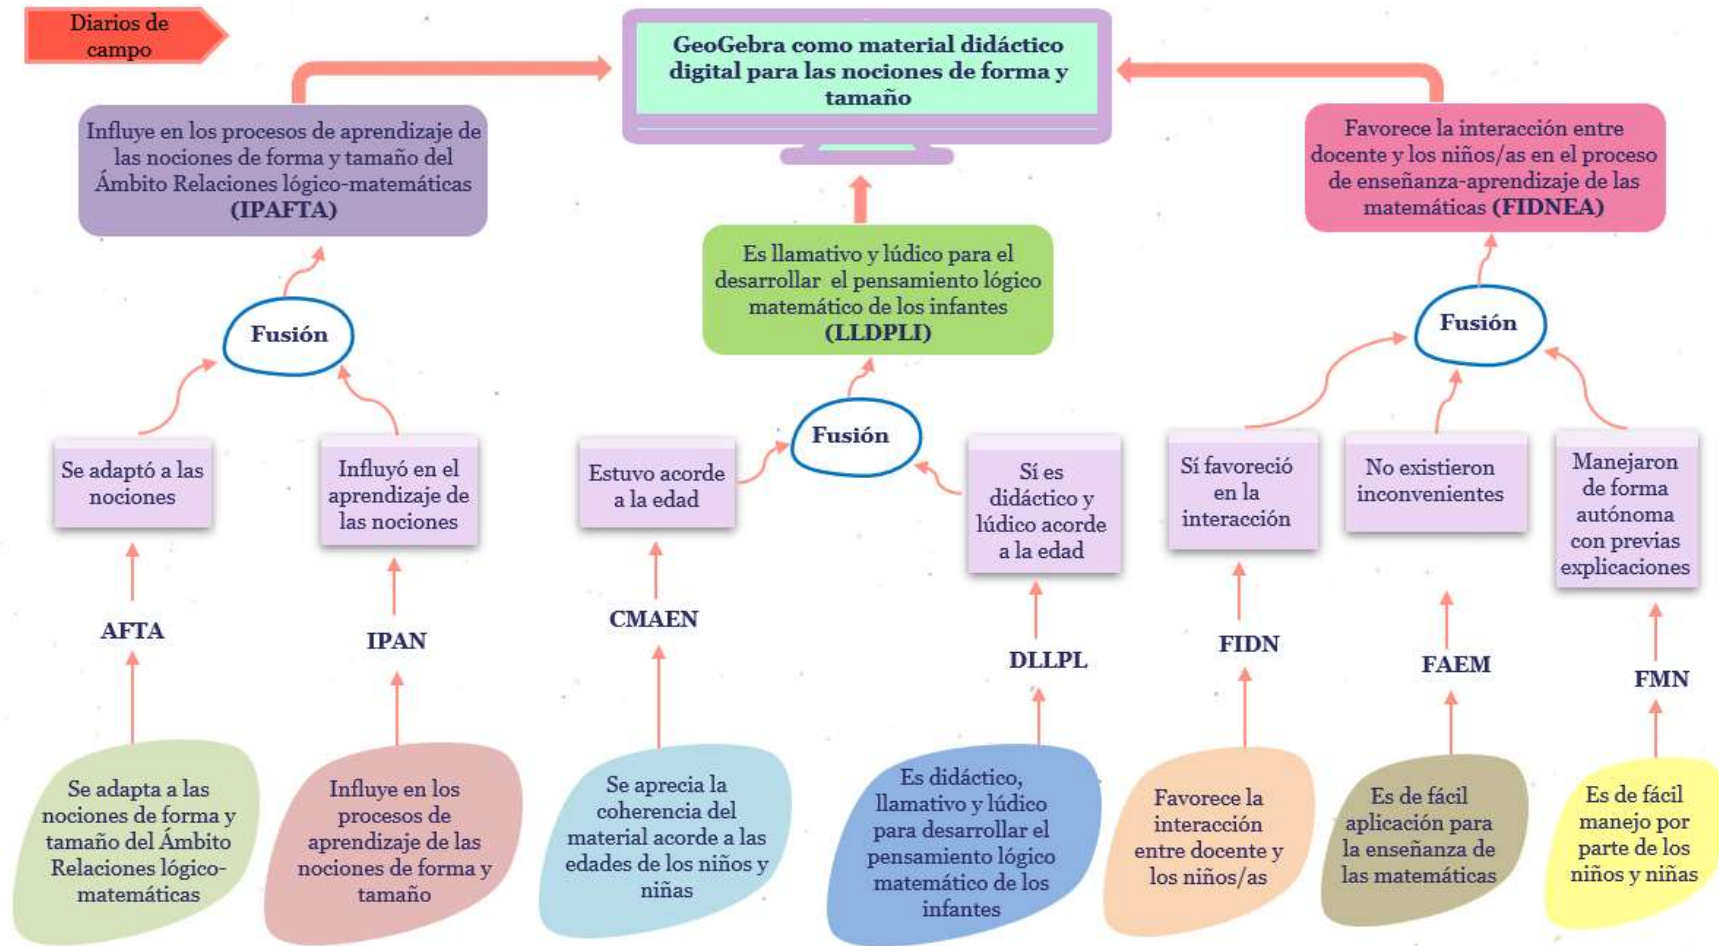 Diarios de
campo
GeoGebra como material didáctico
digital para las nociones de forma y
tamaño
Influye en los procesos de aprendizaje de
las nociones de forma y tamaño del
Ámbito Relaciones lógico-matemáticas
(IPAFTA)
Favorece la interacción entre
docente y los niños/as en el proceso
de enseñanza-aprendizaje de las
matemáticas (FIDNEA)
Es llamativo y lúdico para el
desarrollar el pensamiento lógico
matemático de los infantes
(LLDPLI)
Fusión
Fusión
Fusión
Se adaptó a las
nociones
Influyó en el
aprendizaje de
las nociones
Estuvo acorde
a la edad
Sí es
didáctico y
lúdico acorde
a la edad
Sí favoreció
en la
interacción
No existieron
inconvenientes
Manejaron
de forma
autónoma
con previas
explicaciones
AFTA
IPAN
CMAEN
DLLPL
FIDN
FAEM
FMN
Se adapta a las
nociones de forma y
tamaño del Ámbito
Relaciones lógico-
matemáticas
Influye en los
procesos de
aprendizaje de las
nociones de forma y
tamaño
Se aprecia la
coherencia del
material acorde a las
edades de los niños y
niñas
Es didáctico,
llamativo y lúdico
para desarrollar el
pensamiento lógico
matemático de los
infantes
Favorece la
interacción
entre docente y
los niños/as
Es de fácil
aplicación para
la enseñanza de
las matemáticas
Es de fácil
manejo por
parte de los
niños y niñas